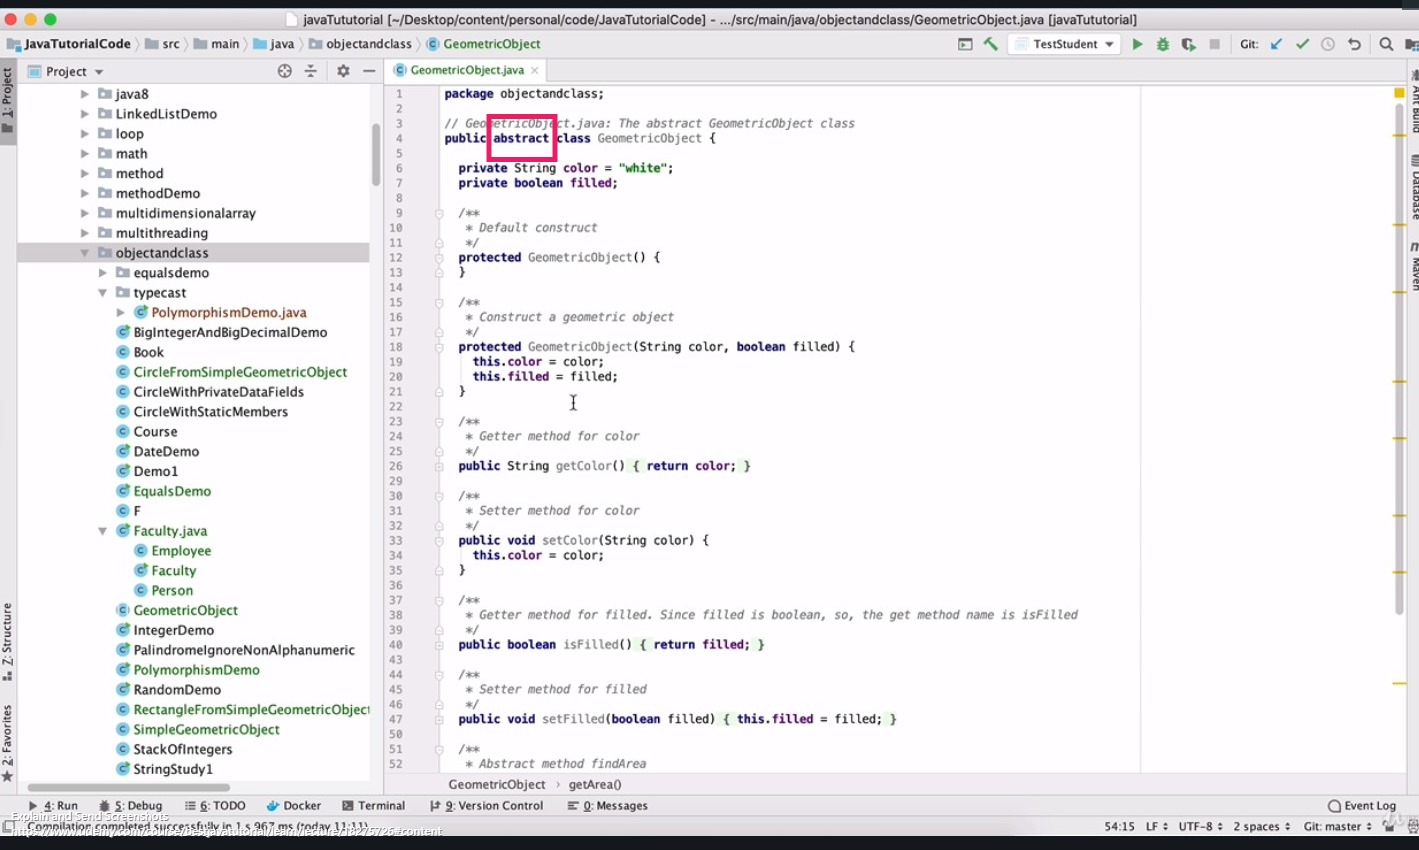 javaTututorial [~/Desktop/content/personal/code/JavaTutorialCode] - .../src/main/java/objectandclass/GeometricObject.java [javaTututorial]
JavaTutorialCode src main java objectandclass GeometricObject
TestStudent
Git:
1: Project
Project
GeometricObject.java
java8
LinkedListDemo
loop
math
method
methodDemo
multidimensionalarray
multithreading
objectandclass
equalsdemo
typecast
PolymorphismDemo.java
BigIntegerAndBigDecimalDemo
Book
CircleFromSimpleGeometricObject
CircleWithPrivateDataFields
CircleWithStaticMembers
Course
DateDemo
Demo1
EqualsDemo
F
Faculty.java
Employee
Faculty
Person
GeometricObject
IntegerDemo
PalindromeIgnoreNonAlphanumeric
PolymorphismDemo
RandomDemo
RectangleFromSimpleGeometricObject
SimpleGeometricObject
StackOfIntegers
StringStudy1
Z: Structure
2: Favorites
1 package objectandclass;
2
3 // GeometricObject.java: The abstract GeometricObject class
4 public abstract class GeometricObject {
5
6 private String color = "white";
7 private boolean filled;
8
9 /**
10 * Default construct
11 */
12 protected GeometricObject() {
13 }
14
15 /**
16 * Construct a geometric object
17 */
18 protected GeometricObject(String color, boolean filled) {
19 this.color = color;
20 this.filled = filled;
21 }
22
23 /**
24 * Getter method for color
25 */
26 public String getColor() { return color; }
29
30 /**
31 * Setter method for color
32 */
33 public void setColor(String color) {
34 this.color = color;
35 }
36
37 /**
38 * Getter method for filled. Since filled is boolean, so, the get method name is isFilled
39 */
40 public boolean isFilled() { return filled; }
43
44 /**
45 * Setter method for filled
46 */
47 public void setFilled(boolean filled) { this.filled = filled; }
50
51 /**
52 * Abstract method findArea
GeometricObject › getArea()
Ant Build
Database
Maven
4: Run 5: Debug 6: TODO Docker Terminal 9: Version Control 0: Messages Event Log
Explain and Send Screenshots
Compilation completed successfully in 1 s 967 ms (today 11:11)
54:15 LF UTF-8 2 spaces Git: master